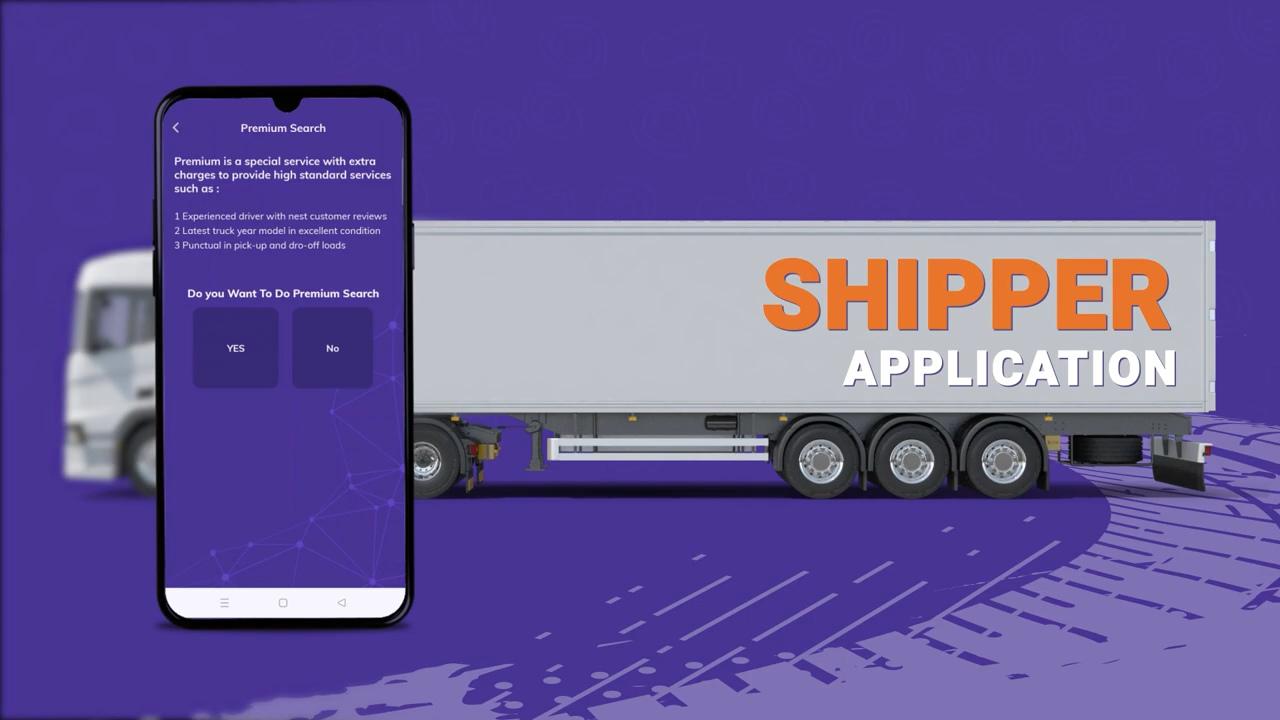 Premium Search
Premium is a special service with extra
charges to provide high standard services
such as :
1 Experienced driver with nest customer reviews
2 Latest truck year model in excellent condition
3 Punctual in pick-up and dro-off loads
Do you Want To Do Premium Search
YES No
SHIPPER
APPLICATION